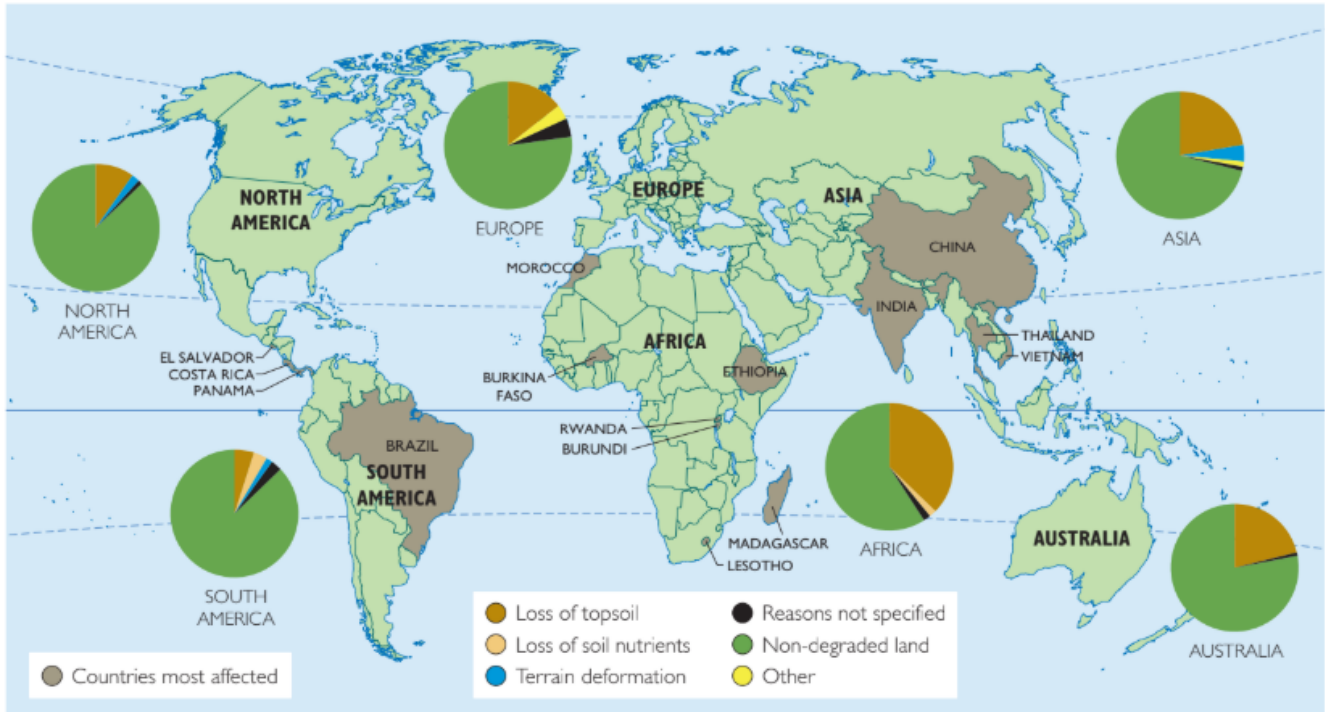 NORTH
AMERICA
EUROPE
ASIA
CHINA
INDIA
THAILAND
VIETNAM
MOROCCO
AFRICA
BURKINA
FASO
ETHIOPIA
RWANDA
BURUNDI
MADAGASCAR
LESOTHO
EL SALVADOR
COSTA RICA
PANAMA
BRAZIL
SOUTH
AMERICA
AUSTRALIA
NORTH
AMERICA
EUROPE
ASIA
SOUTH
AMERICA
AFRICA
AUSTRALIA
Countries most affected
Loss of topsoil
Loss of soil nutrients
Terrain deformation
Reasons not specified
Non-degraded land
Other